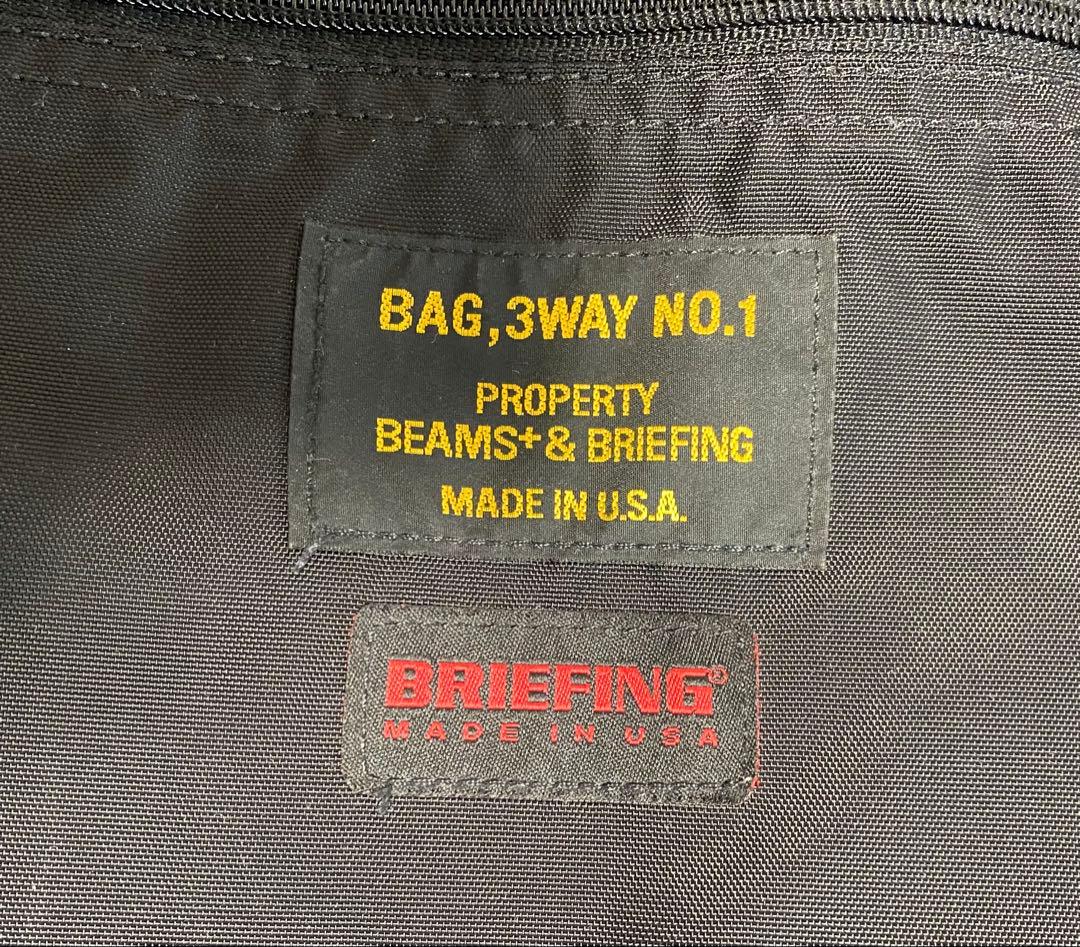 BAG,3WAY NO.1
PROPERTY
BEAMS+ & BRIEFING
MADE IN U.S.A.
BRIEFING®
MADE IN USA